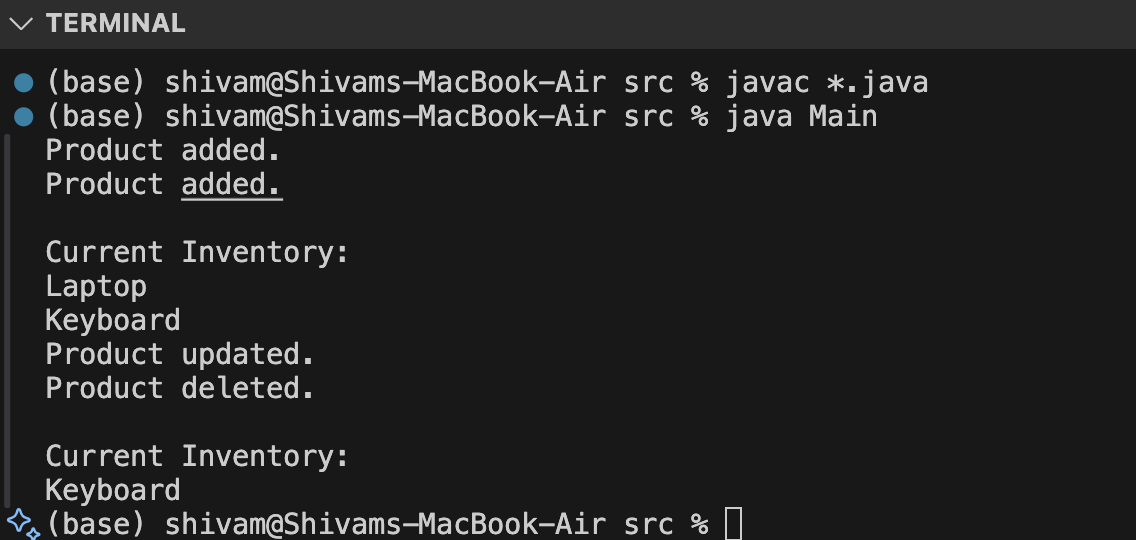 TERMINAL
(base) shivam@Shivams-MacBook-Air src % javac *.java
(base) shivam@Shivams-MacBook-Air src % java Main
Product added.
Product added.
Current Inventory:
Laptop
Keyboard
Product updated.
Product deleted.
Current Inventory:
Keyboard
(base) shivam@Shivams-MacBook-Air src %